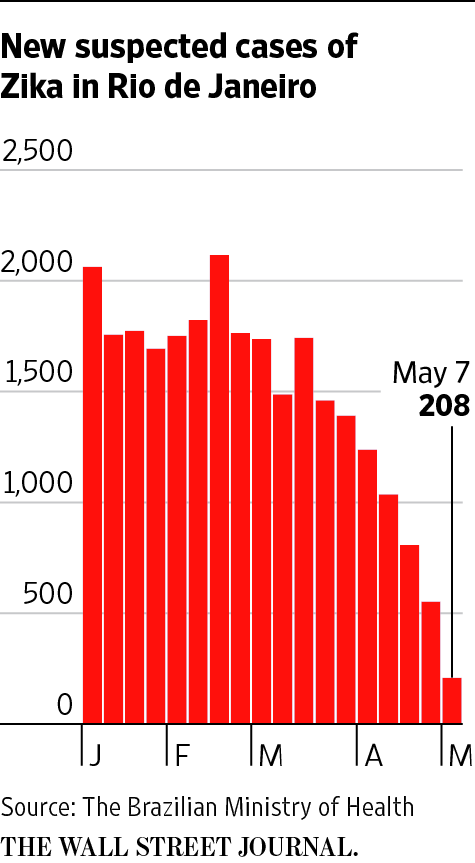 New suspected cases of
Zika in Rio de Janeiro
2,500
2,000
1,500
May 7
208
1,000
500
0
J F M A M
Source: The Brazilian Ministry of Health
THE WALL STREET JOURNAL.